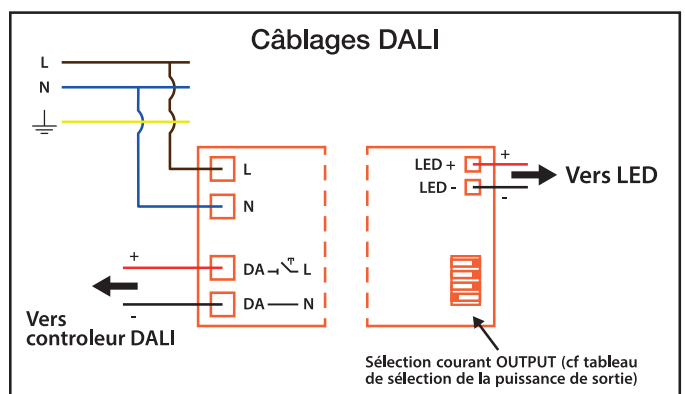 Câblages DALI
L
N
L
N
DA L
DA N
+
-
Vers
controleur DALI
LED +
LED -
+
-
Vers LED
Sélection courant OUTPUT (cf tableau
de sélection de la puissance de sortie)